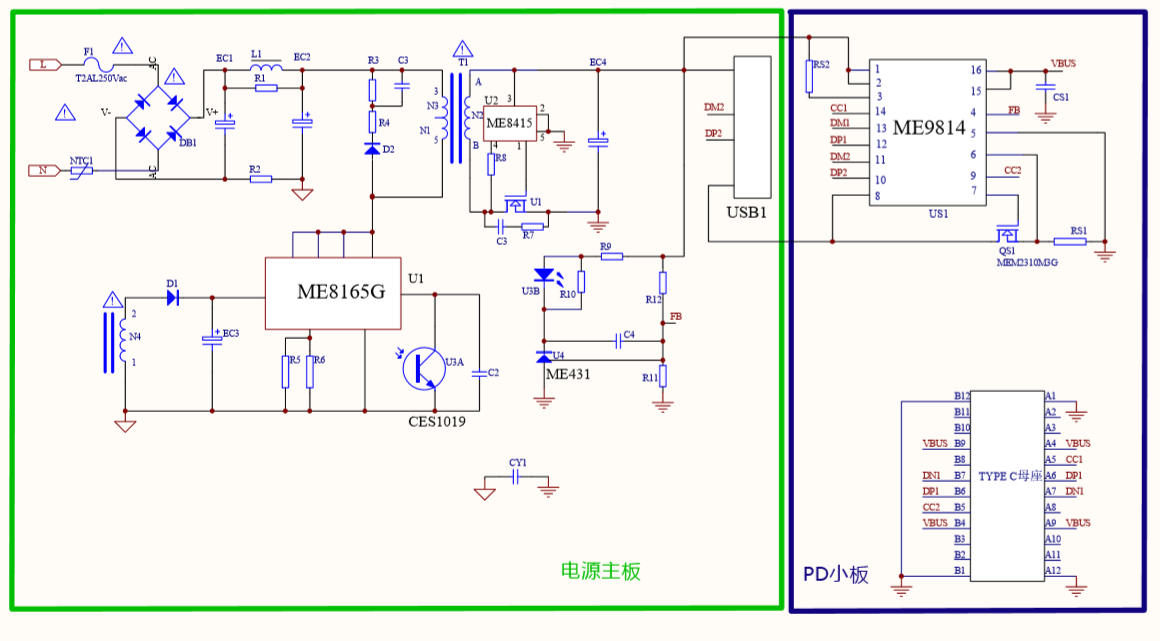 L
F1
T2AL250Vac
AC
N
NTC1
AC
V-
V+
DB1
EC1
L1
R1
EC2
R2
R3
C3
R4
D2
T1
3
N3
N1
5
A
N2
B
U2
3
ME8415
2
5
4
1
R8
U1
C3
R7
EC4
DM2
DP2
USB1
U1
ME8165G
D1
2
N4
1
EC3
R5
R6
U3A
C2
CES1019
R9
U3B
R10
R12
FB
C4
U4
ME431
R11
CY1
电源主板
RS2
1
2
3
CC1
14
DM1
13
DP1
12
DM2
11
DP2
10
8
ME9814
16
VBUS
15
CS1
4
FB
5
6
9
CC2
7
US1
QS1
MEM2310M3G
RS1
B12
A1
B11
A2
B10
A3
VBUS
B9
A4
VBUS
B8
A5
CC1
DN1
B7
TYPE C母座
A6
DP1
DP1
B6
A7
DN1
CC2
B5
A8
VBUS
B4
A9
VBUS
B3
A10
B2
A11
B1
A12
PD小板